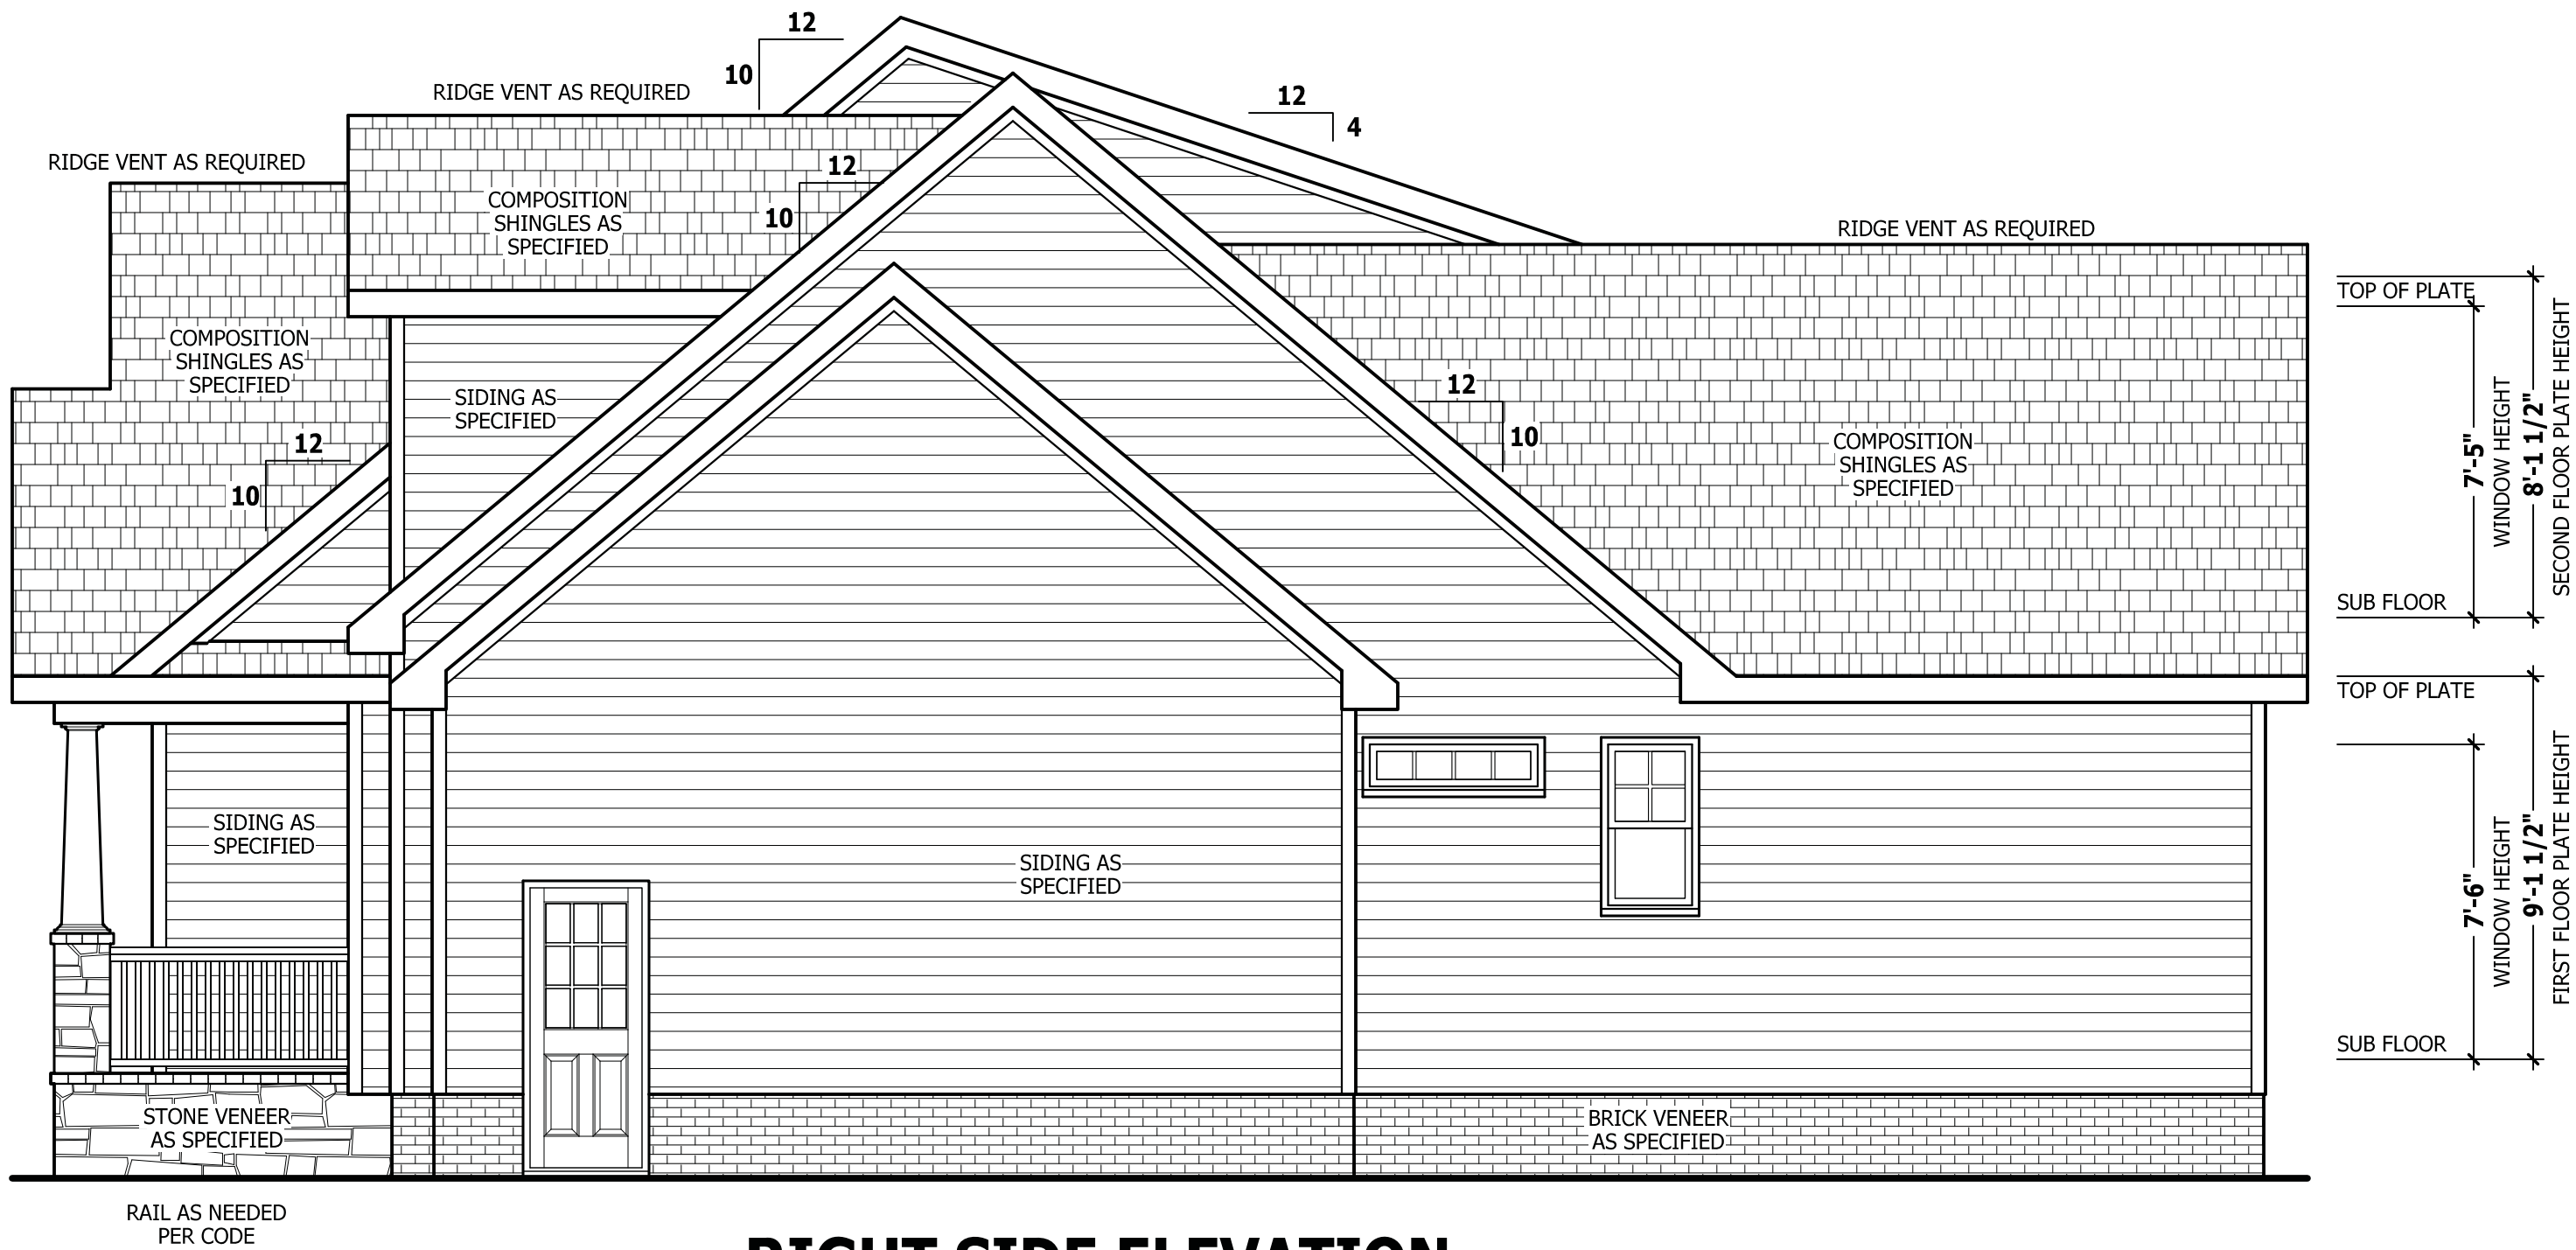 12
10
RIDGE VENT AS REQUIRED
12
4
RIDGE VENT AS REQUIRED
12
10
COMPOSITION
SHINGLES AS
SPECIFIED
RIDGE VENT AS REQUIRED
TOP OF PLATE
COMPOSITION
SHINGLES AS
SPECIFIED
SIDING AS
SPECIFIED
12
10
12
10
COMPOSITION
SHINGLES AS
SPECIFIED
7'-5"
WINDOW HEIGHT
8'-1 1/2"
SECOND FLOOR PLATE HEIGHT
SUB FLOOR
TOP OF PLATE
SIDING AS
SPECIFIED
SIDING AS
SPECIFIED
7'-6"
WINDOW HEIGHT
9'-1 1/2"
FIRST FLOOR PLATE HEIGHT
SUB FLOOR
STONE VENEER
AS SPECIFIED
BRICK VENEER
AS SPECIFIED
RAIL AS NEEDED
PER CODE
RIGHT SIDE ELEVATION